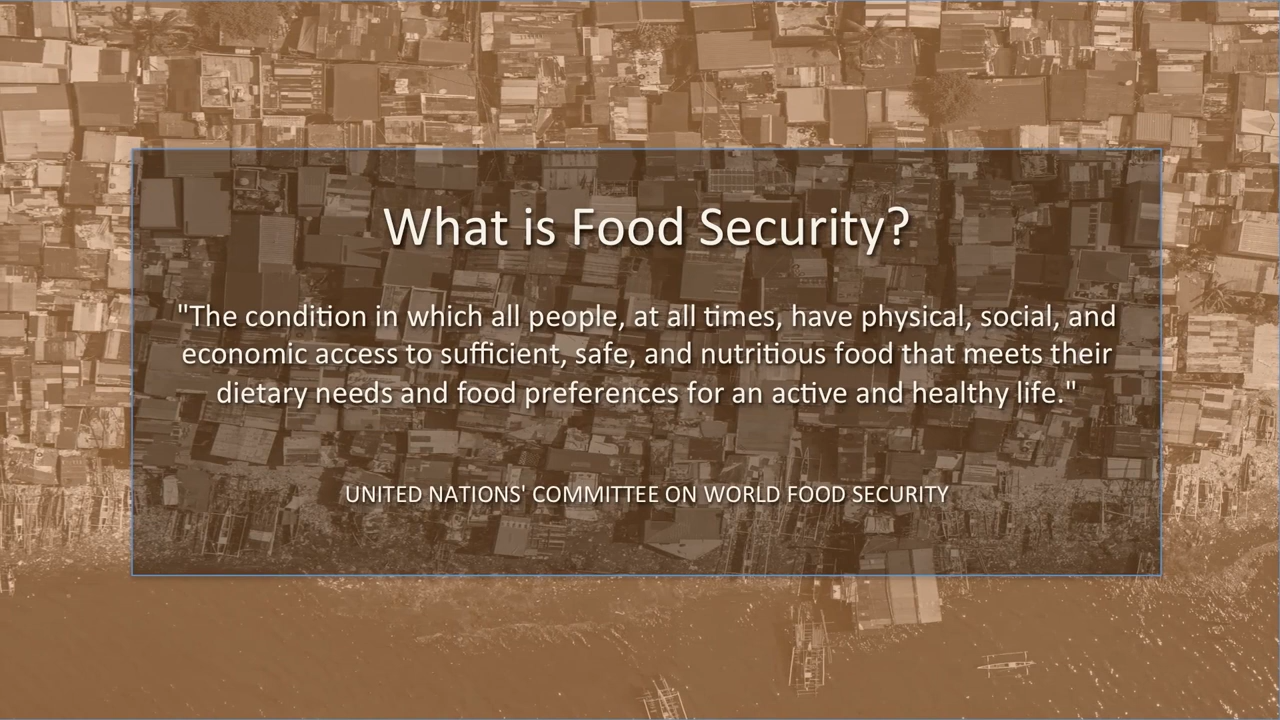 What is Food Security?
"The condition in which all people, at all times, have physical, social, and
economic access to sufficient, safe, and nutritious food that meets their
dietary needs and food preferences for an active and healthy life."
UNITED NATIONS' COMMITTEE ON WORLD FOOD SECURITY